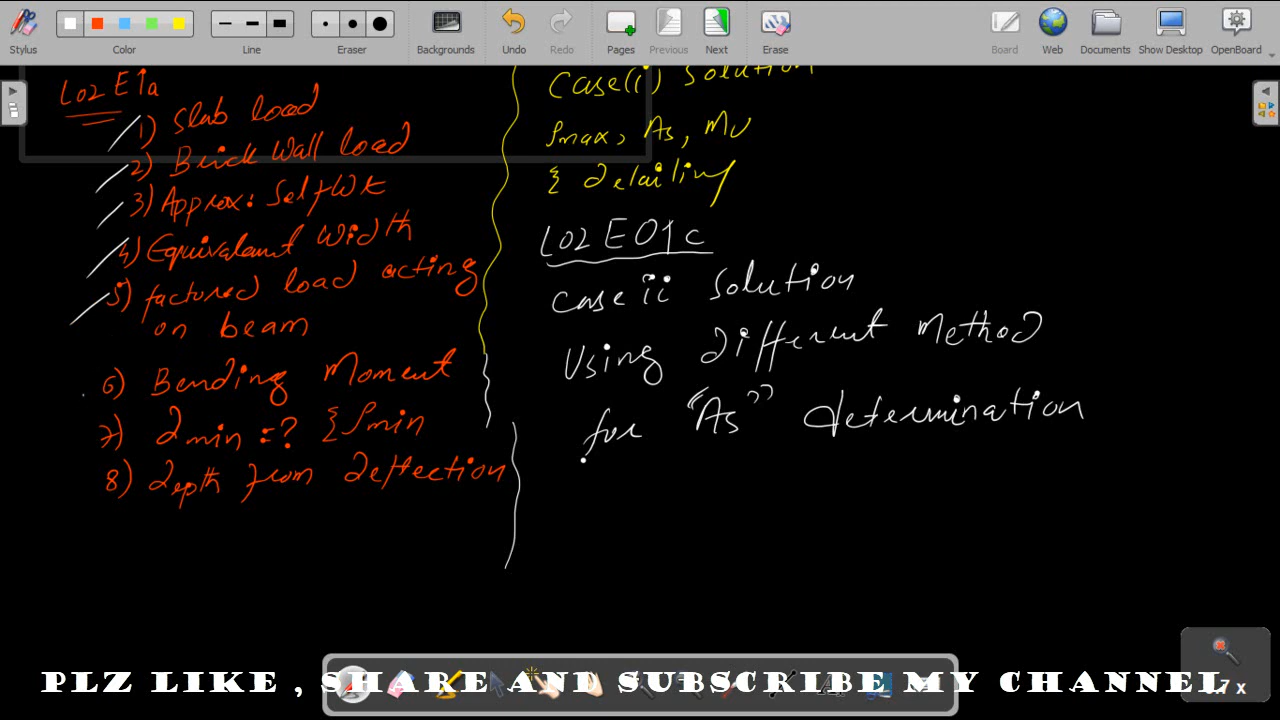 Stylus
Color
Line
Eraser
Backgrounds
Undo
Redo
Pages
Previous
Next
Erase
Board
Web
Documents
Show Desktop
OpenBoard
L02 E1a
1) Slab load
2) Brick Wall load
3) Approx: Self Wt
4) Equivalent Width
5) factored load acting
on beam
6) Bending Moment
7) dmin =? & ρmin
8) depth from deflection
Case(ii) Solution
ρmax, As, Mu
& detailing
L02 E01c
Case ii Solution
Using different Method
for "As" determination
PLZ LIKE , SHARE AND SUBSCRIBE MY CHANNEL